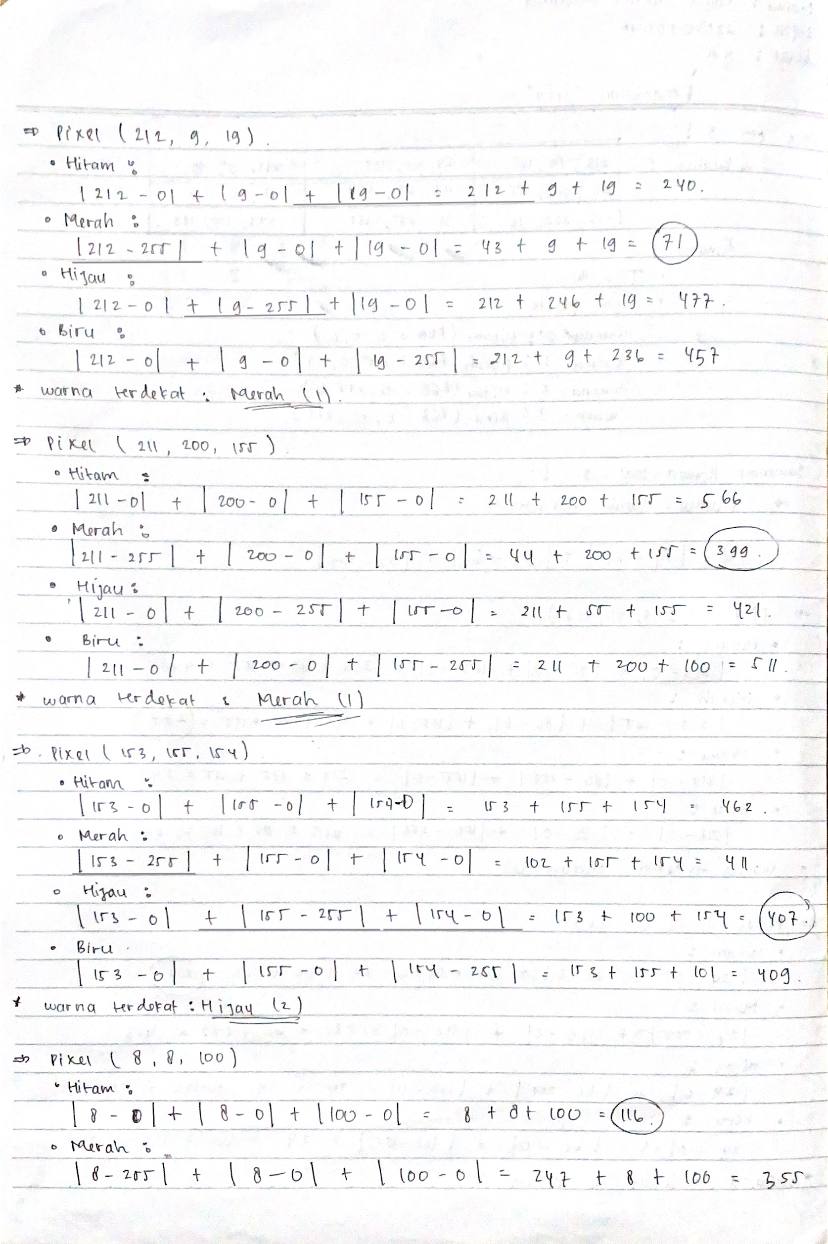 ⇒ Pixel (212, 9, 19).
• Hitam :
|212 - 0| + |9 - 0| + |19 - 0| = 212 + 9 + 19 = 240.
• Merah :
|212 - 255| + |9 - 0| + |19 - 0| = 43 + 9 + 19 = 71
• Hijau :
|212 - 0| + |9 - 255| + |19 - 0| = 212 + 246 + 19 = 477.
• Biru :
|212 - 0| + |9 - 0| + |19 - 255| = 212 + 9 + 236 = 457
* warna terdekat : Merah (1).
⇒ Pixel (211, 200, 155)
• Hitam :
|211 - 0| + |200 - 0| + |155 - 0| = 211 + 200 + 155 = 566
• Merah :
|211 - 255| + |200 - 0| + |155 - 0| = 44 + 200 + 155 = 399.
• Hijau :
|211 - 0| + |200 - 255| + |155 - 0| = 211 + 55 + 155 = 421.
• Biru :
|211 - 0| + |200 - 0| + |155 - 255| = 211 + 200 + 100 = 511.
* warna terdekat : Merah (1)
⇒. Pixel (153, 155, 154)
• Hitam :
|153 - 0| + |155 - 0| + |154 - 0| = 153 + 155 + 154 = 462.
• Merah :
|153 - 255| + |155 - 0| + |154 - 0| = 102 + 155 + 154 = 411.
• Hijau :
|153 - 0| + |155 - 255| + |154 - 0| = 153 + 100 + 154 = 407.
• Biru .
|153 - 0| + |155 - 0| + |154 - 255| = 153 + 155 + 101 = 409.
* warna terdekat : Hijau (2)
⇒ Pixel (8, 8, 100)
• Hitam :
|8 - 0| + |8 - 0| + |100 - 0| = 8 + 8 + 100 = 116.
• Merah :
|8 - 255| + |8 - 0| + |100 - 0| = 247 + 8 + 100 = 355